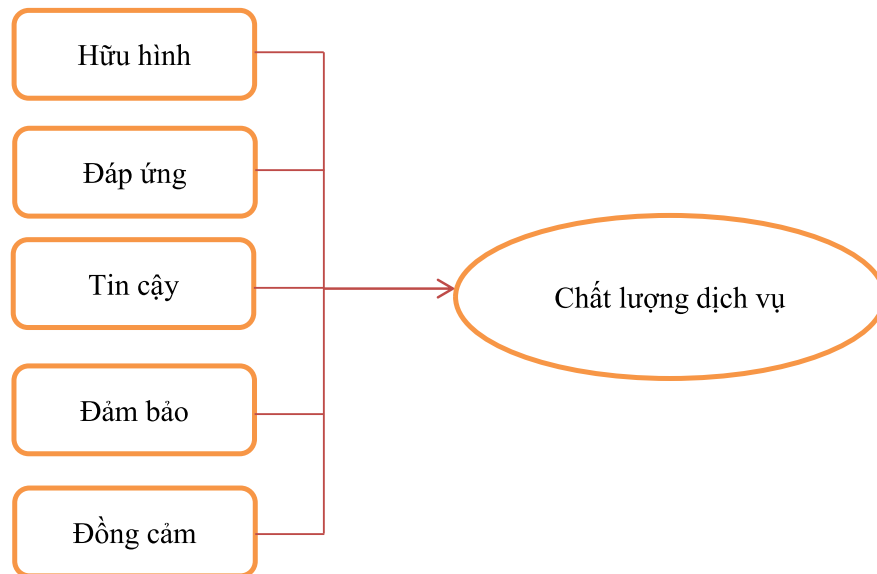 Hữu hình
Đáp ứng
Tin cậy
Chất lượng dịch vụ
Đảm bảo
Đồng cảm